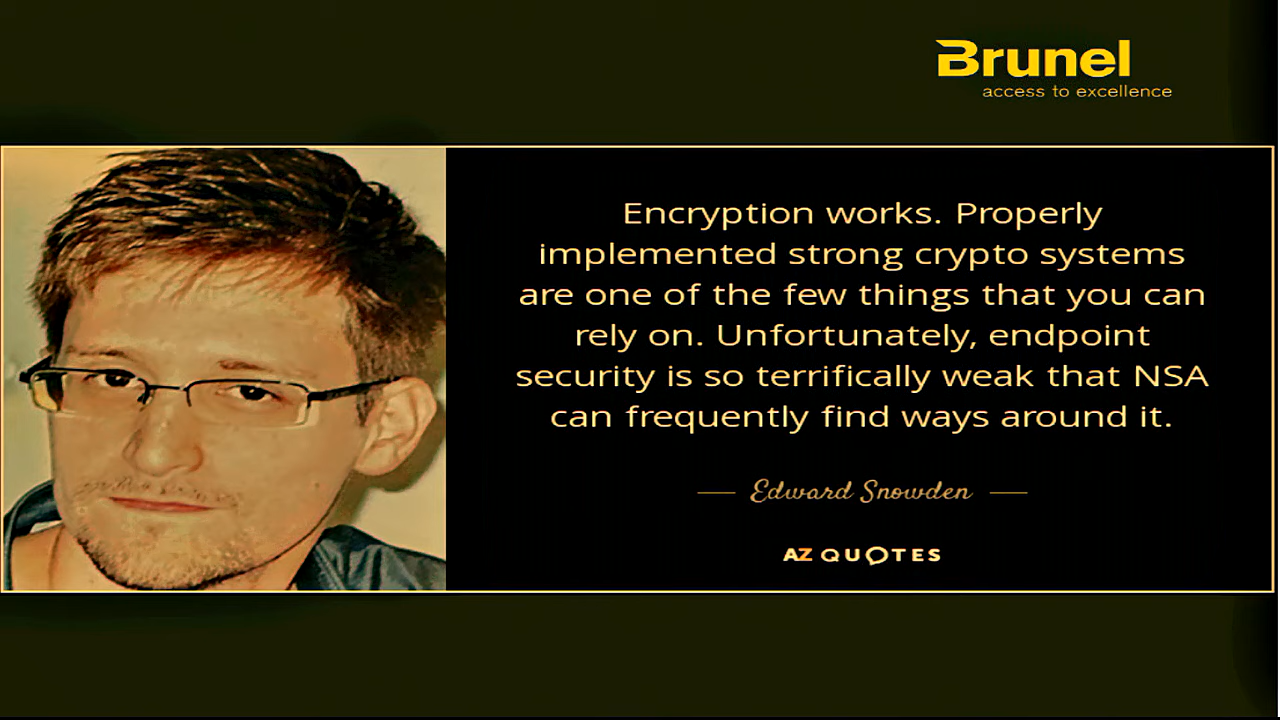 Brunel
access to excellence
Encryption works. Properly
implemented strong crypto systems
are one of the few things that you can
rely on. Unfortunately, endpoint
security is so terrifically weak that NSA
can frequently find ways around it.
Edward Snowden
AZ QUOTES